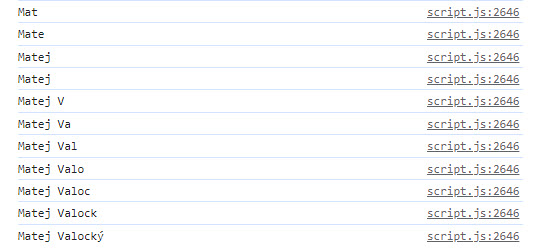 Mat script.js:2646
Mate script.js:2646
Matej script.js:2646
Matej script.js:2646
Matej V script.js:2646
Matej Va script.js:2646
Matej Val script.js:2646
Matej Valo script.js:2646
Matej Valoc script.js:2646
Matej Valock script.js:2646
Matej Valocký script.js:2646